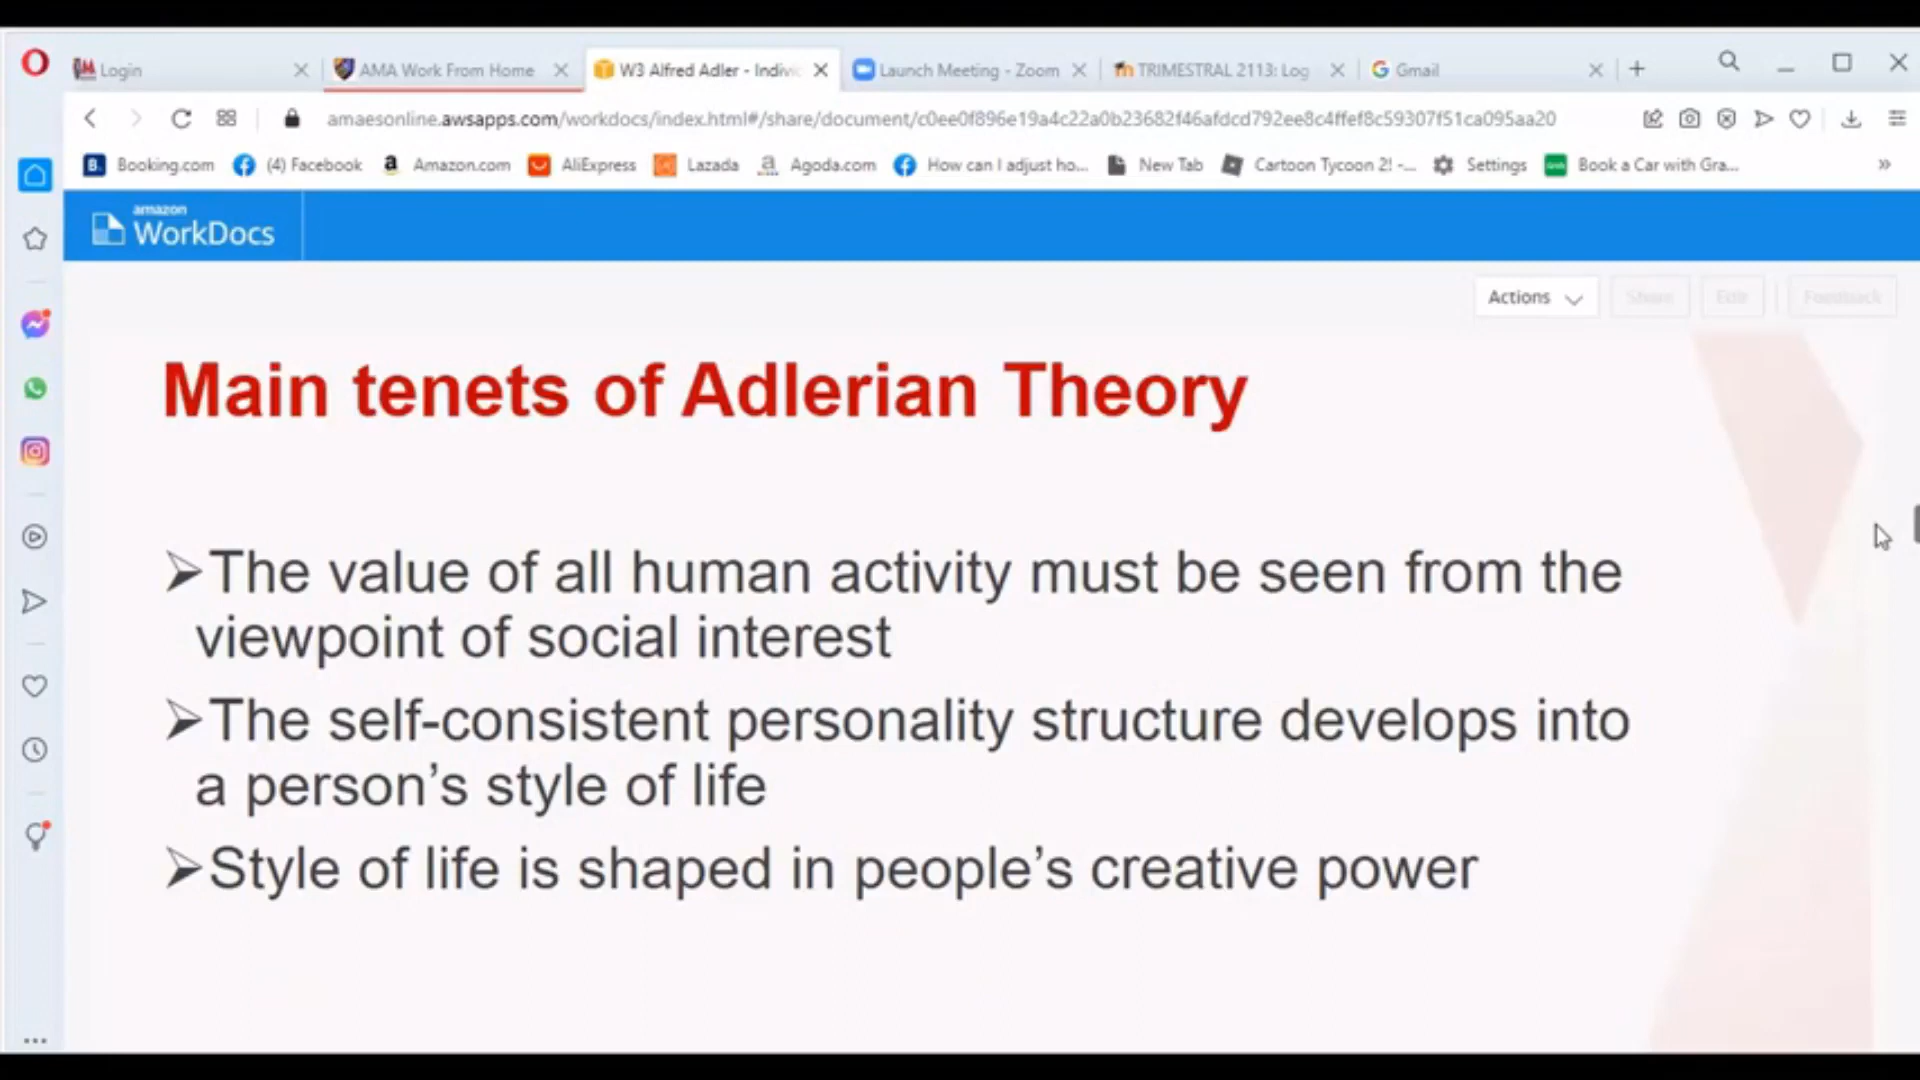 Login
AMA Work From Home
W3 Alfred Adler - Indivi
Launch Meeting - Zoom
TRIMESTRAL 2113: Log
Gmail
amaesonline.awsapps.com/workdocs/index.html#/share/document/c0ee0f896e19a4c22a0b23682f46afdcd792ee8c4ffef8c59307f51ca095aa20
Booking.com
(4) Facebook
Amazon.com
AliExpress
Lazada
Agoda.com
How can I adjust ho...
New Tab
Cartoon Tycoon 2! -...
Settings
Book a Car with Gra...
amazon
WorkDocs
Actions
Share
Edit
Feedback
Main tenets of Adlerian Theory
➢The value of all human activity must be seen from the
viewpoint of social interest
➢The self-consistent personality structure develops into
a person's style of life
➢Style of life is shaped in people's creative power